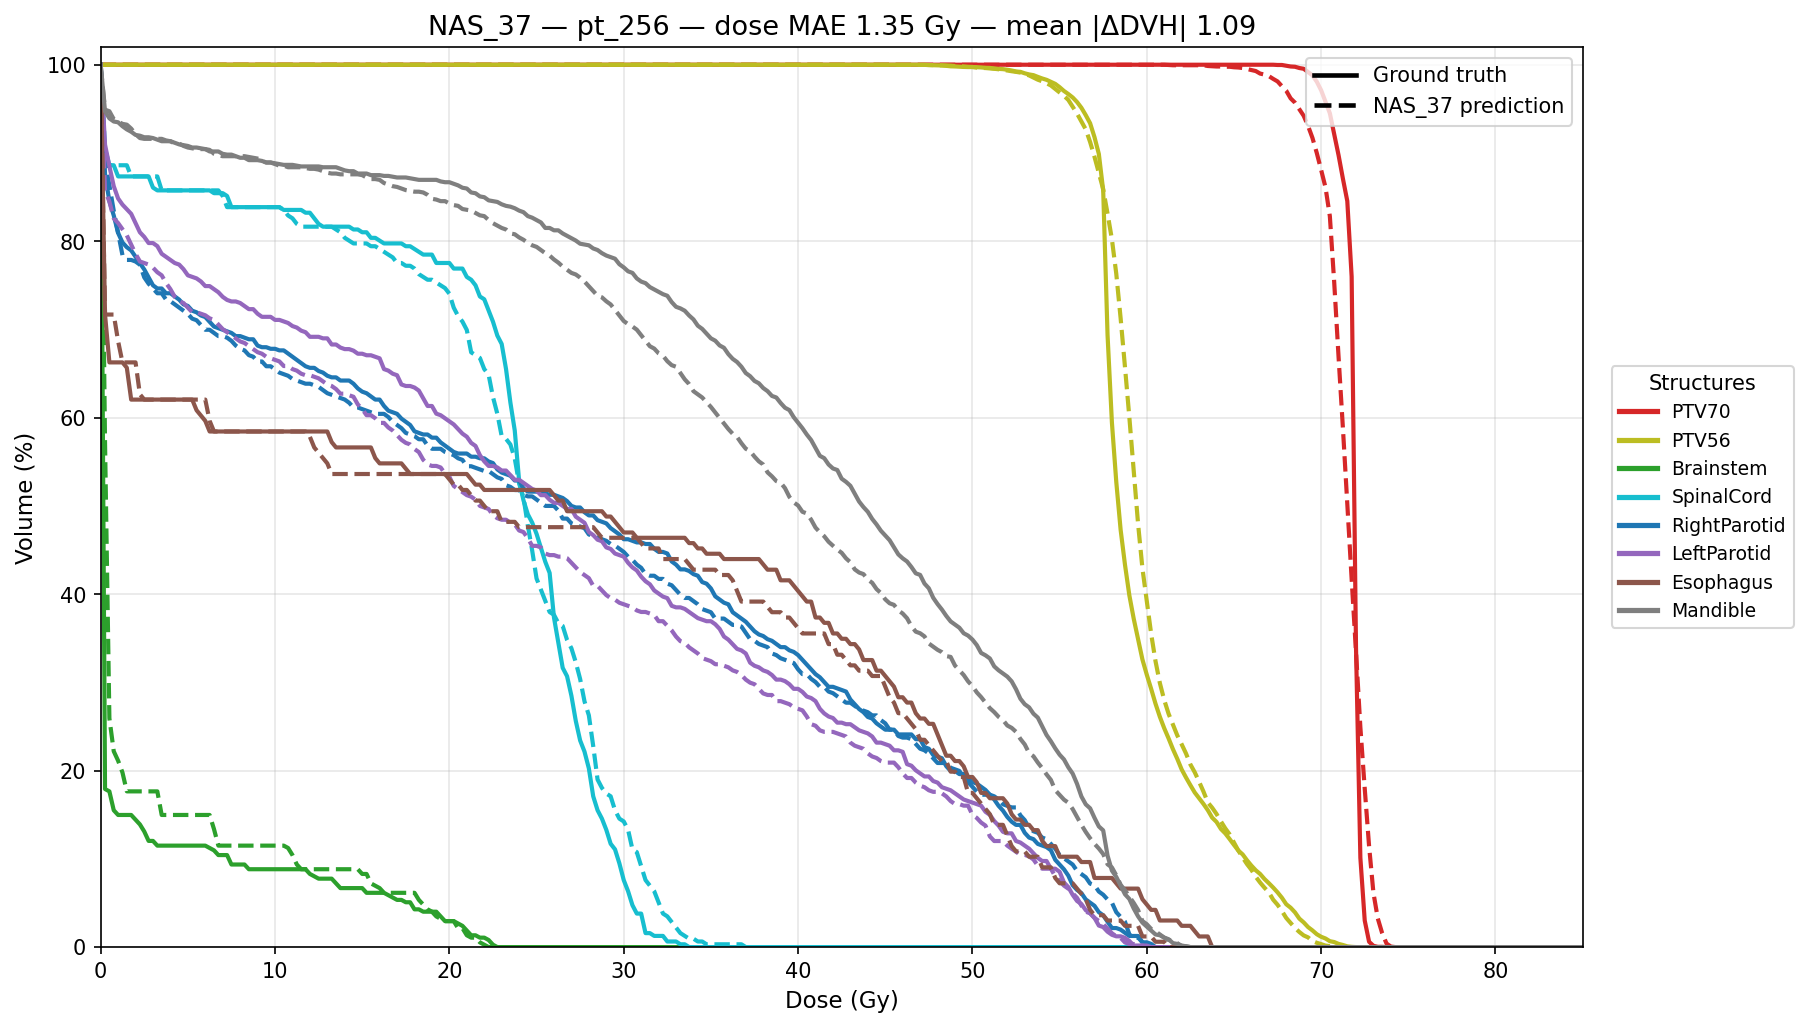 NAS_37 — pt_256 — dose MAE 1.35 Gy — mean |ΔDVH| 1.09
Ground truth
NAS_37 prediction
Volume (%)
100
80
60
40
20
0
0 10 20 30 40 50 60 70 80
Dose (Gy)
Structures
PTV70
PTV56
Brainstem
SpinalCord
RightParotid
LeftParotid
Esophagus
Mandible